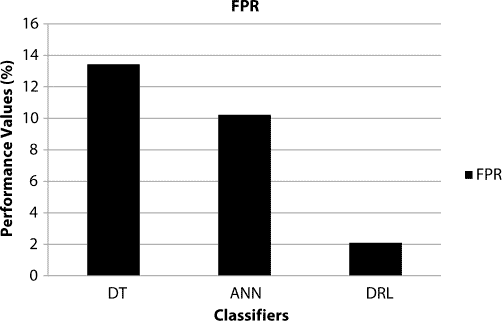 FPR
Performance Values (%)
16
14
12
10
8
6
4
2
0
DT ANN DRL
Classifiers
FPR